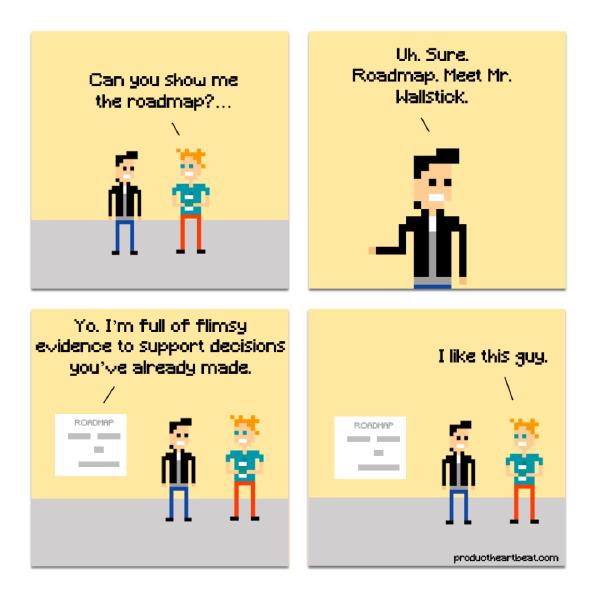 Can you show me
the roadmap?...
Uh. Sure.
Roadmap. Meet Mr.
Wallstick.
Yo. I'm full of flimsy
evidence to support decisions
you've already made.
ROADMAP
I like this guy.
ROADMAP
productheartbeat.com